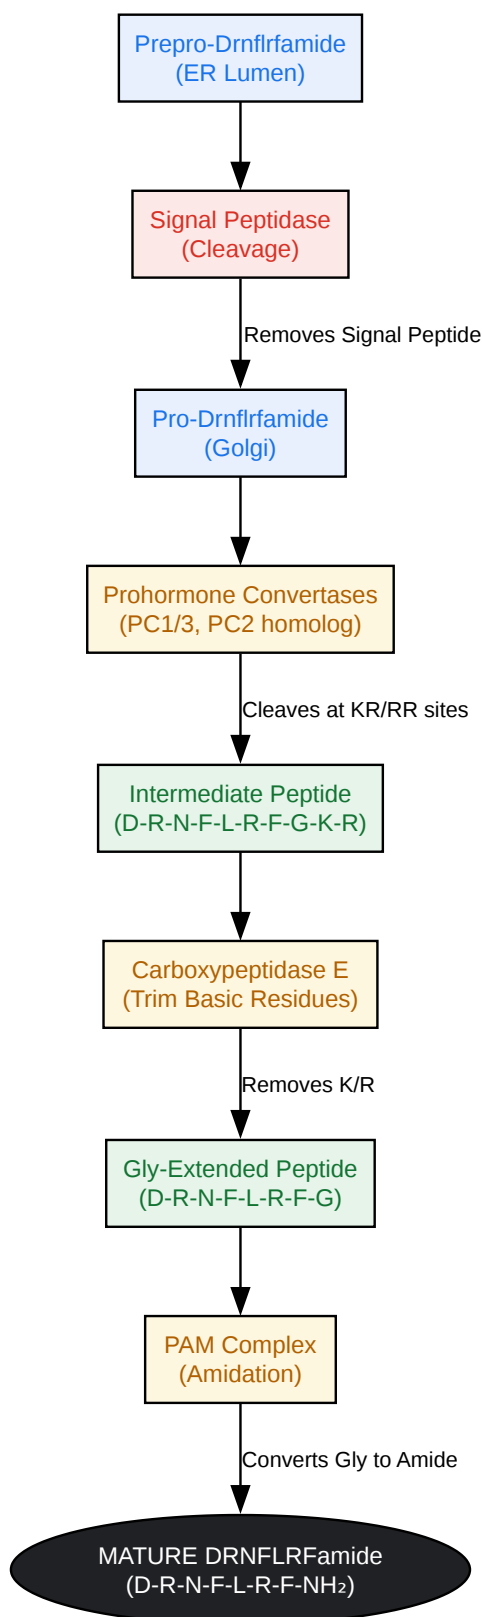 Prepro-Drnflrfamide
(ER Lumen)
Signal Peptidase
(Cleavage)
Removes Signal Peptide
Pro-Drnflrfamide
(Golgi)
Prohormone Convertases
(PC1/3, PC2 homolog)
Cleaves at KR/RR sites
Intermediate Peptide
(D-R-N-F-L-R-F-G-K-R)
Carboxypeptidase E
(Trim Basic Residues)
Removes K/R
Gly-Extended Peptide
(D-R-N-F-L-R-F-G)
PAM Complex
(Amidation)
Converts Gly to Amide
MATURE DRNFLRFamide
(D-R-N-F-L-R-F-NH₂)